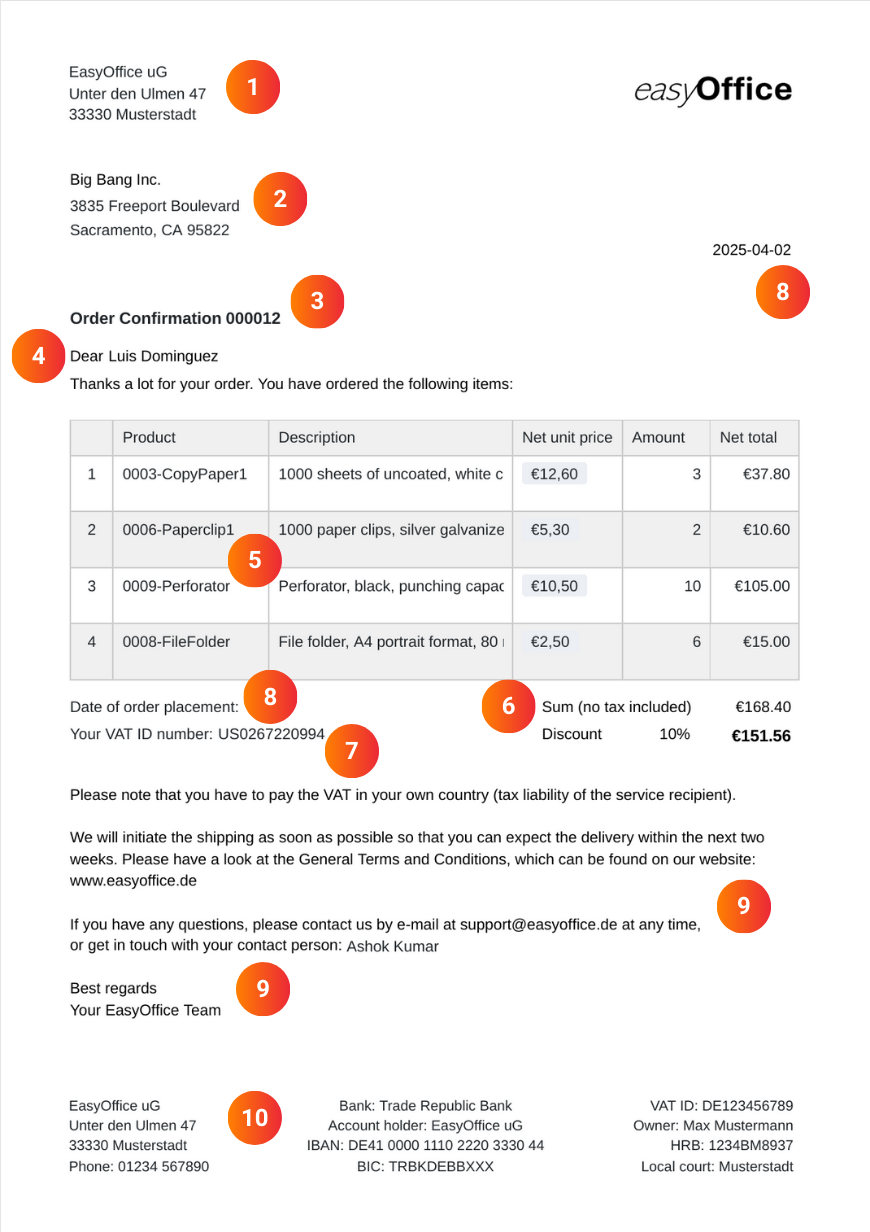 EasyOffice uG
Unter den Ulmen 47
33330 Musterstadt
1
easyOffice
Big Bang Inc.
3835 Freeport Boulevard
Sacramento, CA 95822
2
2025-04-02
8
3
Order Confirmation 000012
4
Dear Luis Dominguez
Thanks a lot for your order. You have ordered the following items:
Product Description Net unit price Amount Net total
1 0003-CopyPaper1 1000 sheets of uncoated, white c €12,60 3 €37.80
2 0006-Paperclip1 1000 paper clips, silver galvanize €5,30 2 €10.60
5
3 0009-Perforator Perforator, black, punching capac €10,50 10 €105.00
4 0008-FileFolder File folder, A4 portrait format, 80 €2,50 6 €15.00
Date of order placement: 8 6 Sum (no tax included) €168.40
Your VAT ID number: US0267220994 7 Discount 10% €151.56
Please note that you have to pay the VAT in your own country (tax liability of the service recipient).
We will initiate the shipping as soon as possible so that you can expect the delivery within the next two
weeks. Please have a look at the General Terms and Conditions, which can be found on our website:
www.easyoffice.de
9
If you have any questions, please contact us by e-mail at support@easyoffice.de at any time,
or get in touch with your contact person: Ashok Kumar
Best regards
Your EasyOffice Team
9
EasyOffice uG
Unter den Ulmen 47
33330 Musterstadt
Phone: 01234 567890
10
Bank: Trade Republic Bank
Account holder: EasyOffice uG
IBAN: DE41 0000 1110 2220 3330 44
BIC: TRBKDEBBXXX
VAT ID: DE123456789
Owner: Max Mustermann
HRB: 1234BM8937
Local court: Musterstadt